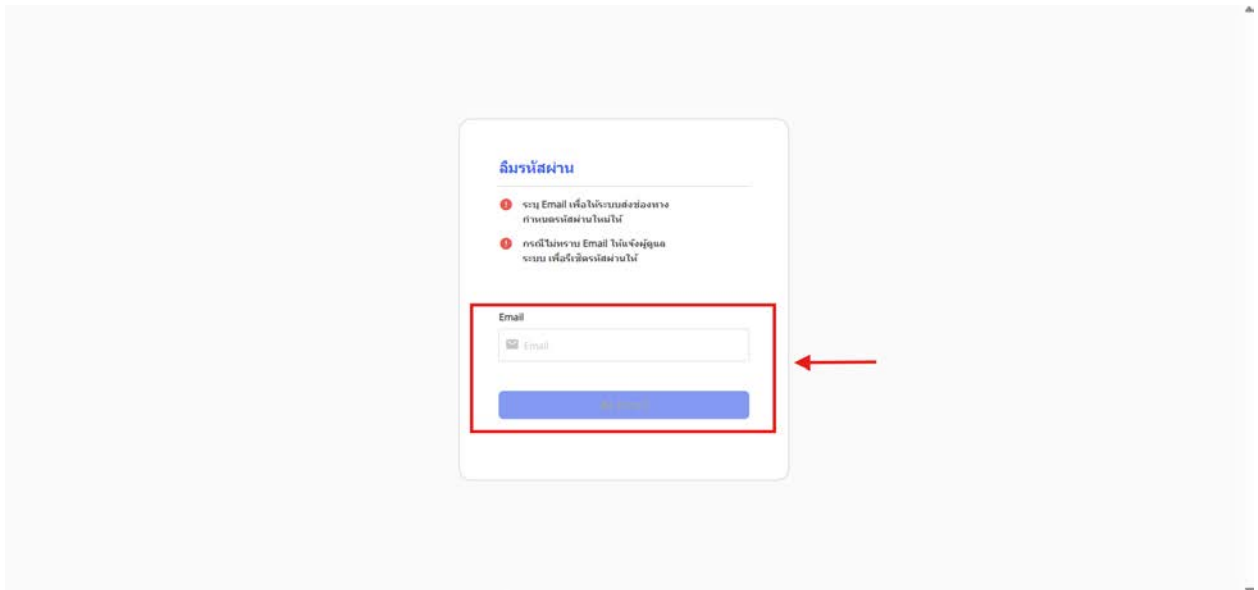 ลืมรหัสผ่าน
ระบุ Email เพื่อให้ระบบส่งช่องทาง
กำหนดรหัสผ่านใหม่ให้
กรณีไม่ทราบ Email ให้แจ้งผู้ดูแล
ระบบ เพื่อรีเซ็ตรหัสผ่านให้
Email
Email